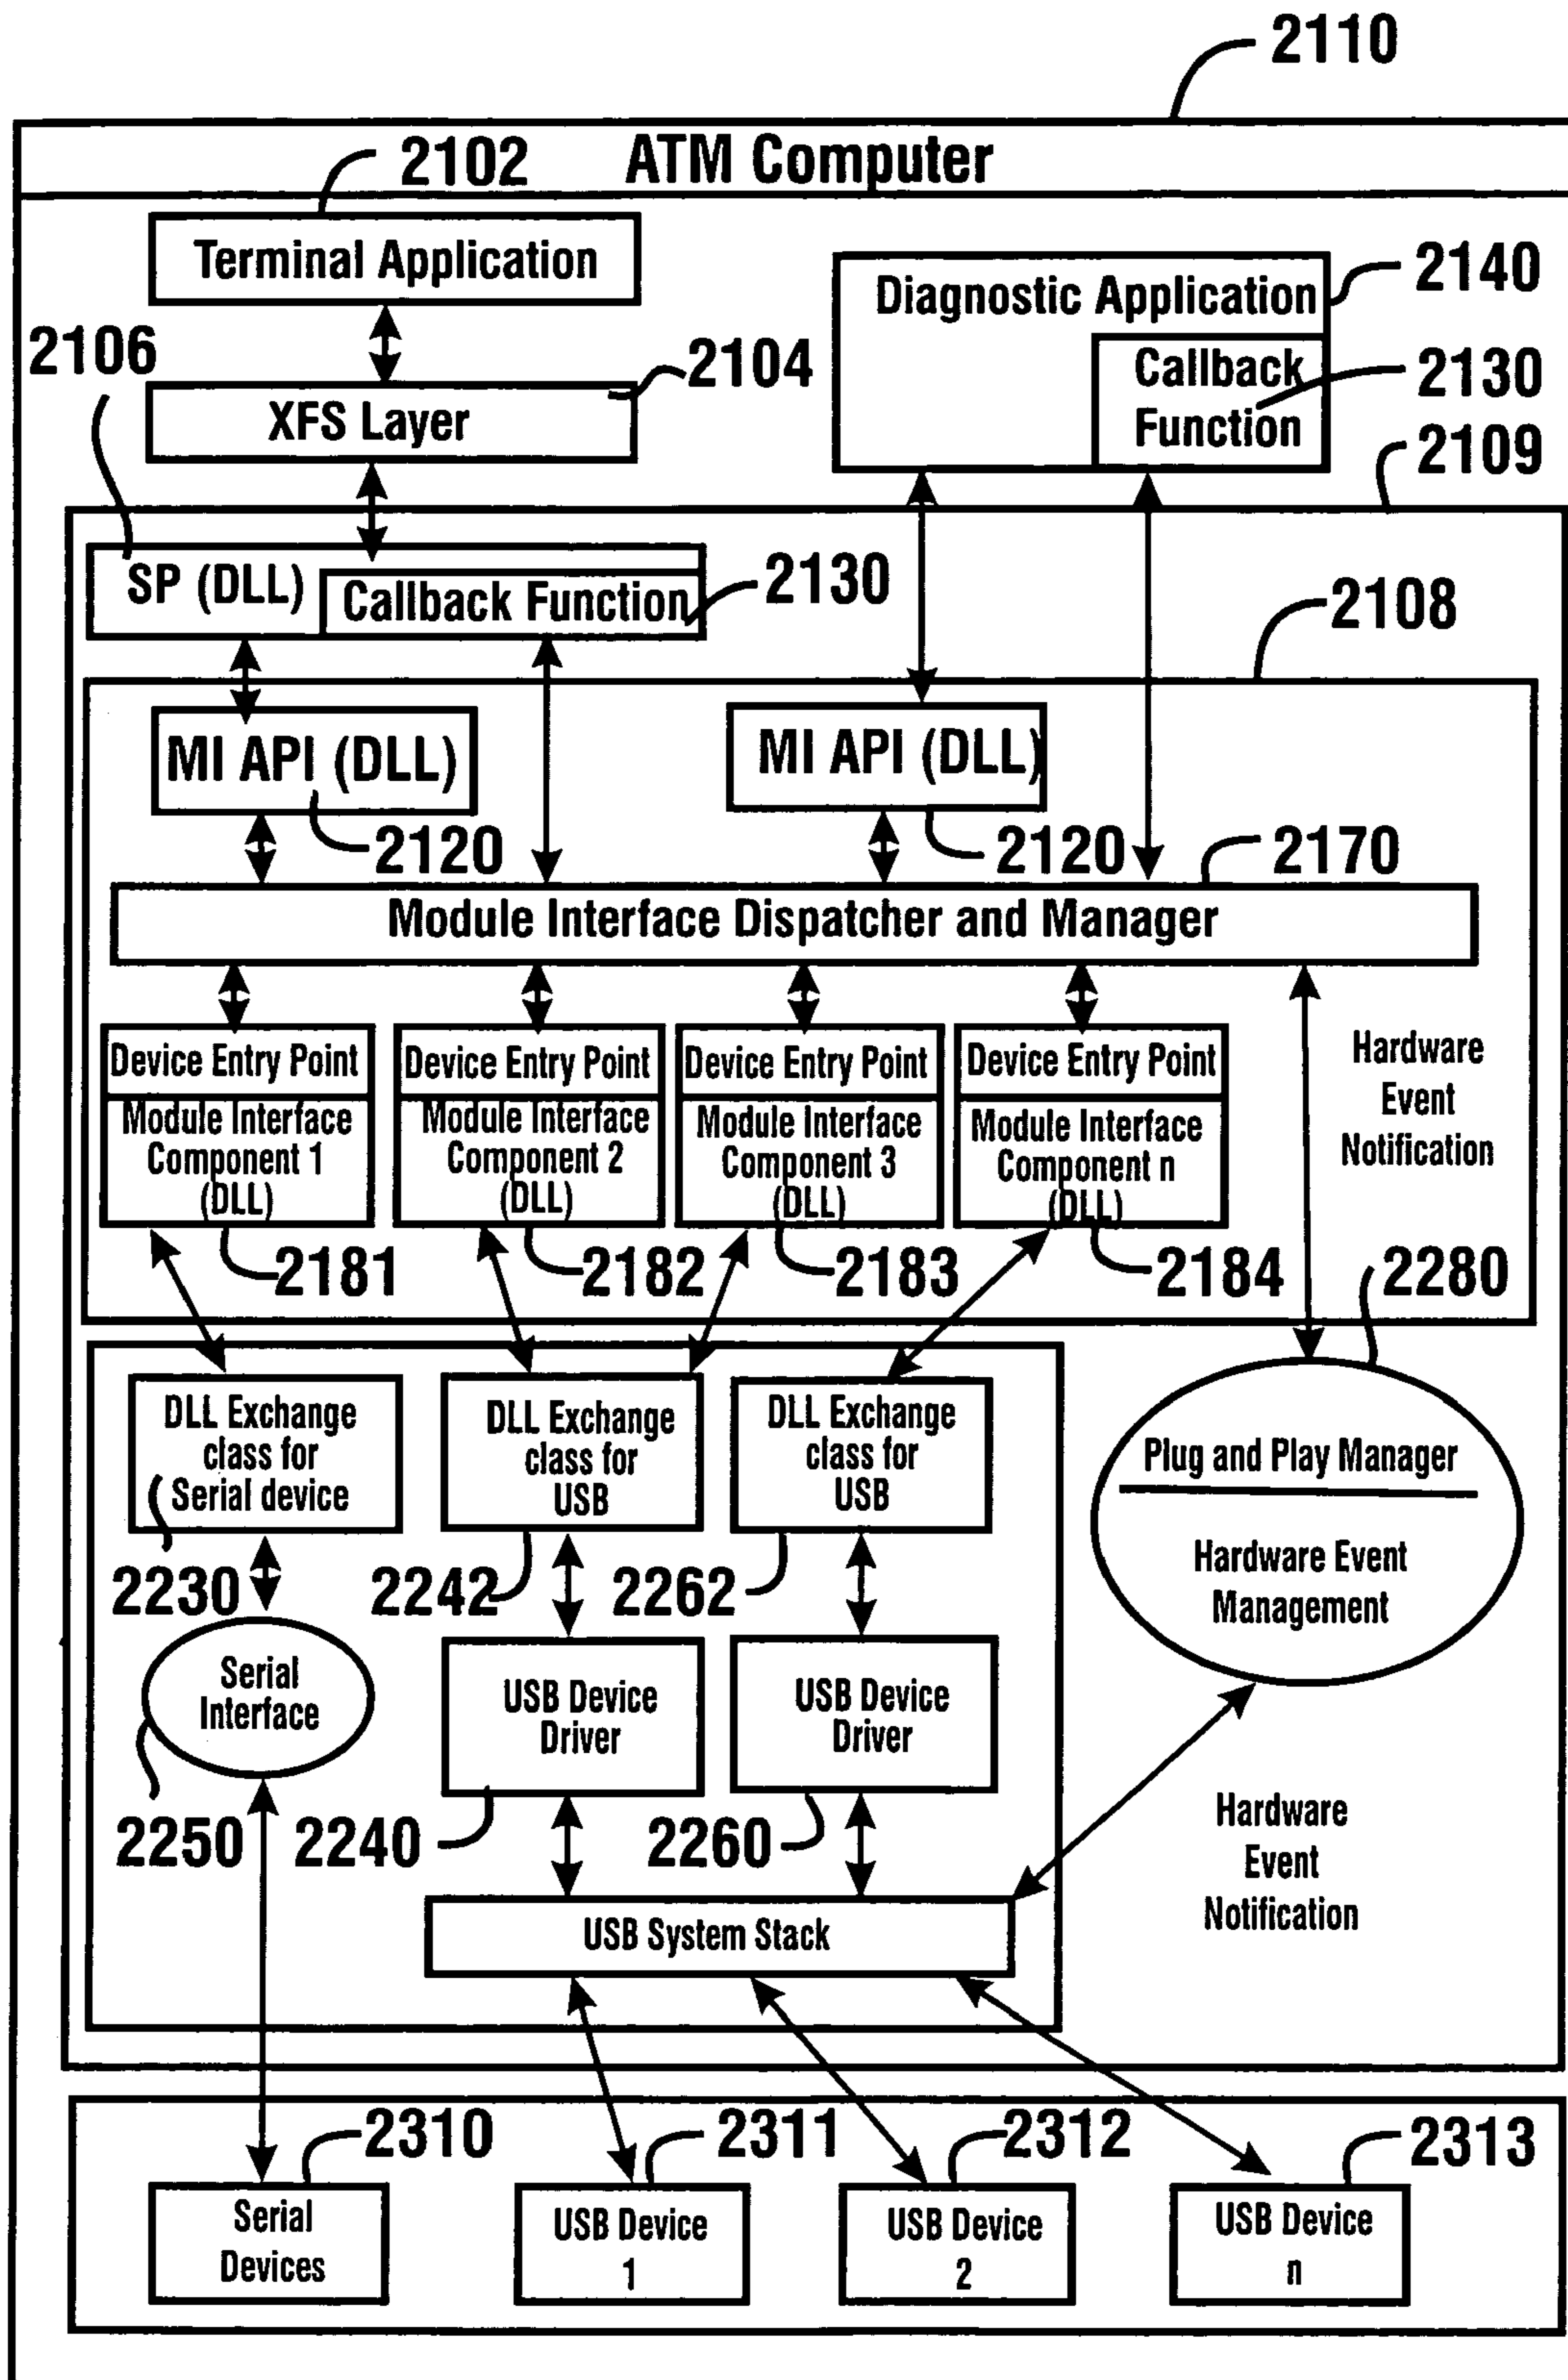 2110
ATM Computer
2102
Terminal Application
2140
Diagnostic Application
2106
2104
Callback
Function
2130
XFS Layer
2109
SP (DLL)
Callback Function
2130
2108
MI API (DLL)
MI API (DLL)
2120
2120
2170
Module Interface Dispatcher and Manager
Device Entry Point
Module Interface
Component 1
(DLL)
Device Entry Point
Module Interface
Component 2
(DLL)
Device Entry Point
Module Interface
Component 3
(DLL)
Device Entry Point
Module Interface
Component n
(DLL)
Hardware
Event
Notification
2181
2182
2183
2184
2280
DLL Exchange
class for
Serial device
DLL Exchange
class for
USB
DLL Exchange
class for
USB
Plug and Play Manager
Hardware Event
Management
2230
2242
2262
Serial
Interface
USB Device
Driver
USB Device
Driver
2250
2240
2260
Hardware
Event
Notification
USB System Stack
2310
2311
2312
2313
Serial
Devices
USB Device
1
USB Device
2
USB Device
n